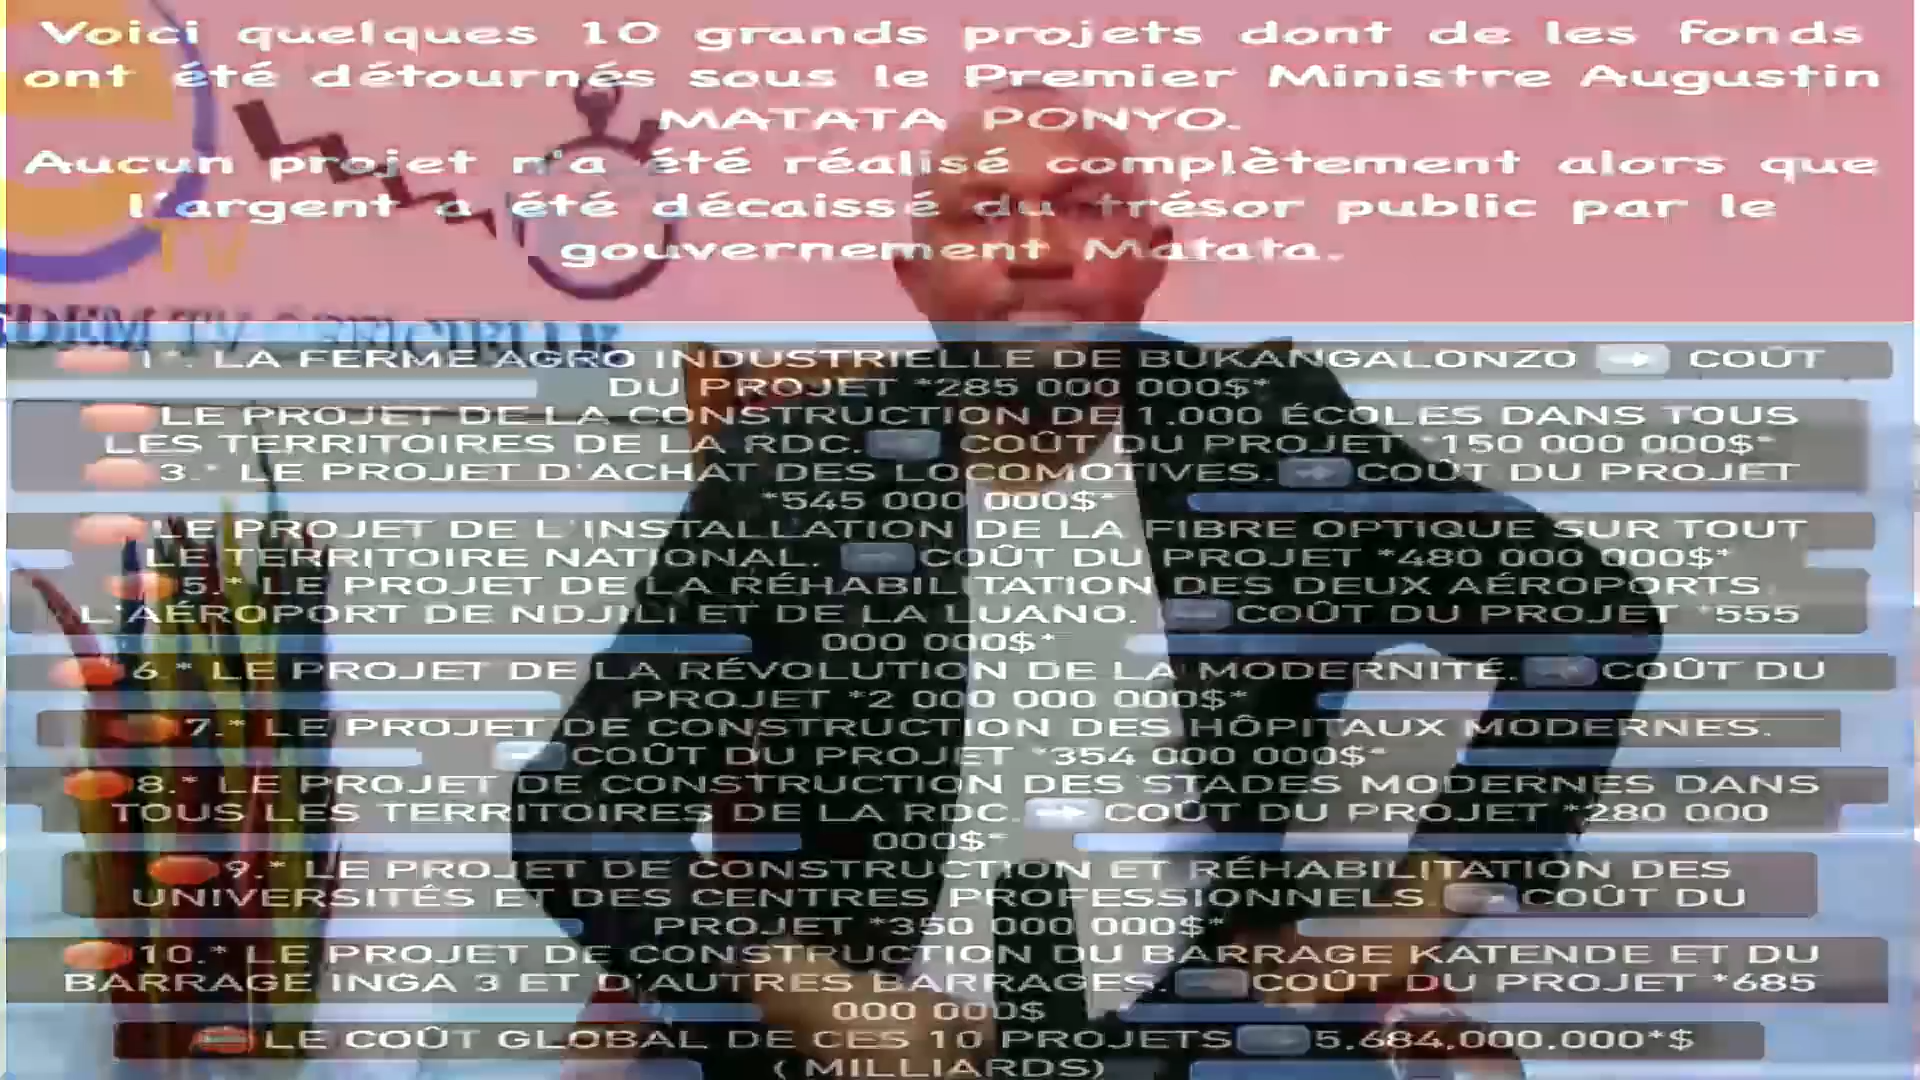 Voici quelques 10 grands projets dont de les fonds
ont été détournés sous le Premier Ministre Augustin
MATATA PONYO.
Aucun projet n'a été réalisé complètement alors que
l'argent a été décaissé du trésor public par le
gouvernement Matata.
TV
EDEM TV OFFICIELLE
1*. LA FERME AGRO INDUSTRIELLE DE BUKANGALONZO ➡ COÛT
DU PROJET *285 000 000$*
LE PROJET DE LA CONSTRUCTION DE 1.000 ÉCOLES DANS TOUS
LES TERRITOIRES DE LA RDC. ➡ COÛT DU PROJET *150 000 000$*
3.* LE PROJET D'ACHAT DES LOCOMOTIVES. ➡ COÛT DU PROJET
*545 000 000$*
LE PROJET DE L'INSTALLATION DE LA FIBRE OPTIQUE SUR TOUT
LE TERRITOIRE NATIONAL. ➡ COÛT DU PROJET *480 000 000$*
5.* LE PROJET DE LA RÉHABILITATION DES DEUX AÉROPORTS.
L'AÉROPORT DE NDJILI ET DE LA LUANO. ➡ COÛT DU PROJET *555
000 000$*
6.* LE PROJET DE LA RÉVOLUTION DE LA MODERNITÉ. ➡ COÛT DU
PROJET *2 000 000 000$*
7.* LE PROJET DE CONSTRUCTION DES HÔPITAUX MODERNES.
➡ COÛT DU PROJET *354 000 000$*
8.* LE PROJET DE CONSTRUCTION DES STADES MODERNES DANS
TOUS LES TERRITOIRES DE LA RDC. ➡ COÛT DU PROJET *280 000
000$*
9.* LE PROJET DE CONSTRUCTION ET RÉHABILITATION DES
UNIVERSITÉS ET DES CENTRES PROFESSIONNELS. ➡ COÛT DU
PROJET *350 000 000$*
10.* LE PROJET DE CONSTRUCTION DU BARRAGE KATENDE ET DU
BARRAGE INGA 3 ET D'AUTRES BARRAGES. ➡ COÛT DU PROJET *685
000 000$
LE COÛT GLOBAL DE CES 10 PROJETS ➡ 5,684,000,000*$
(MILLIARDS)